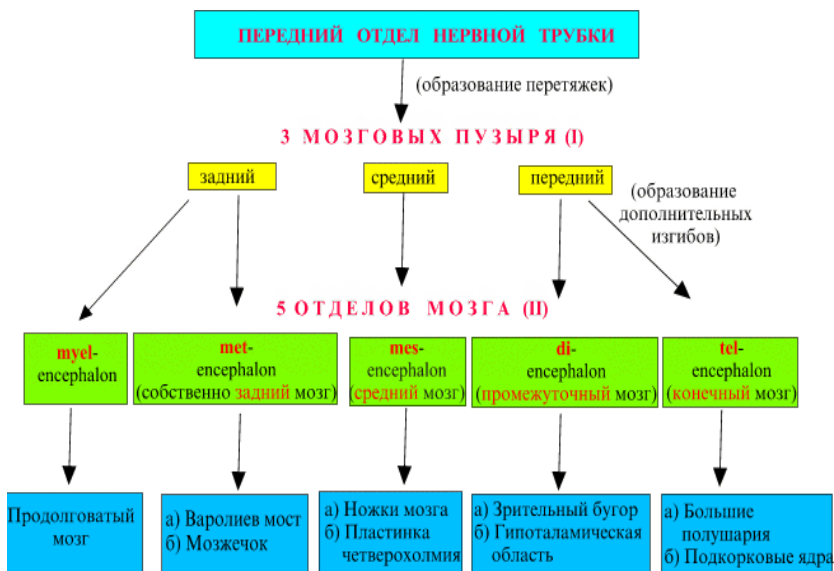 ПЕРЕДНИЙ ОТДЕЛ НЕРВНОЙ ТРУБКИ
(образование перетяжек)
3 МОЗГОВЫХ ПУЗЫРЯ (I)
задний
средний
передний
(образование
дополнительных
изгибов)
5 ОТДЕЛОВ МОЗГА (II)
myel-
encephalon
met-
encephalon
(собственно задний мозг)
mes-
encephalon
(средний мозг)
di-
encephalon
(промежуточный мозг)
tel-
encephalon
(конечный мозг)
Продолговатый
мозг
а) Варолиев мост
б) Мозжечок
а) Ножки мозга
б) Пластинка
четверохолмия
а) Зрительный бугор
б) Гипоталамическая
область
а) Большие
полушария
б) Подкорковые ядра